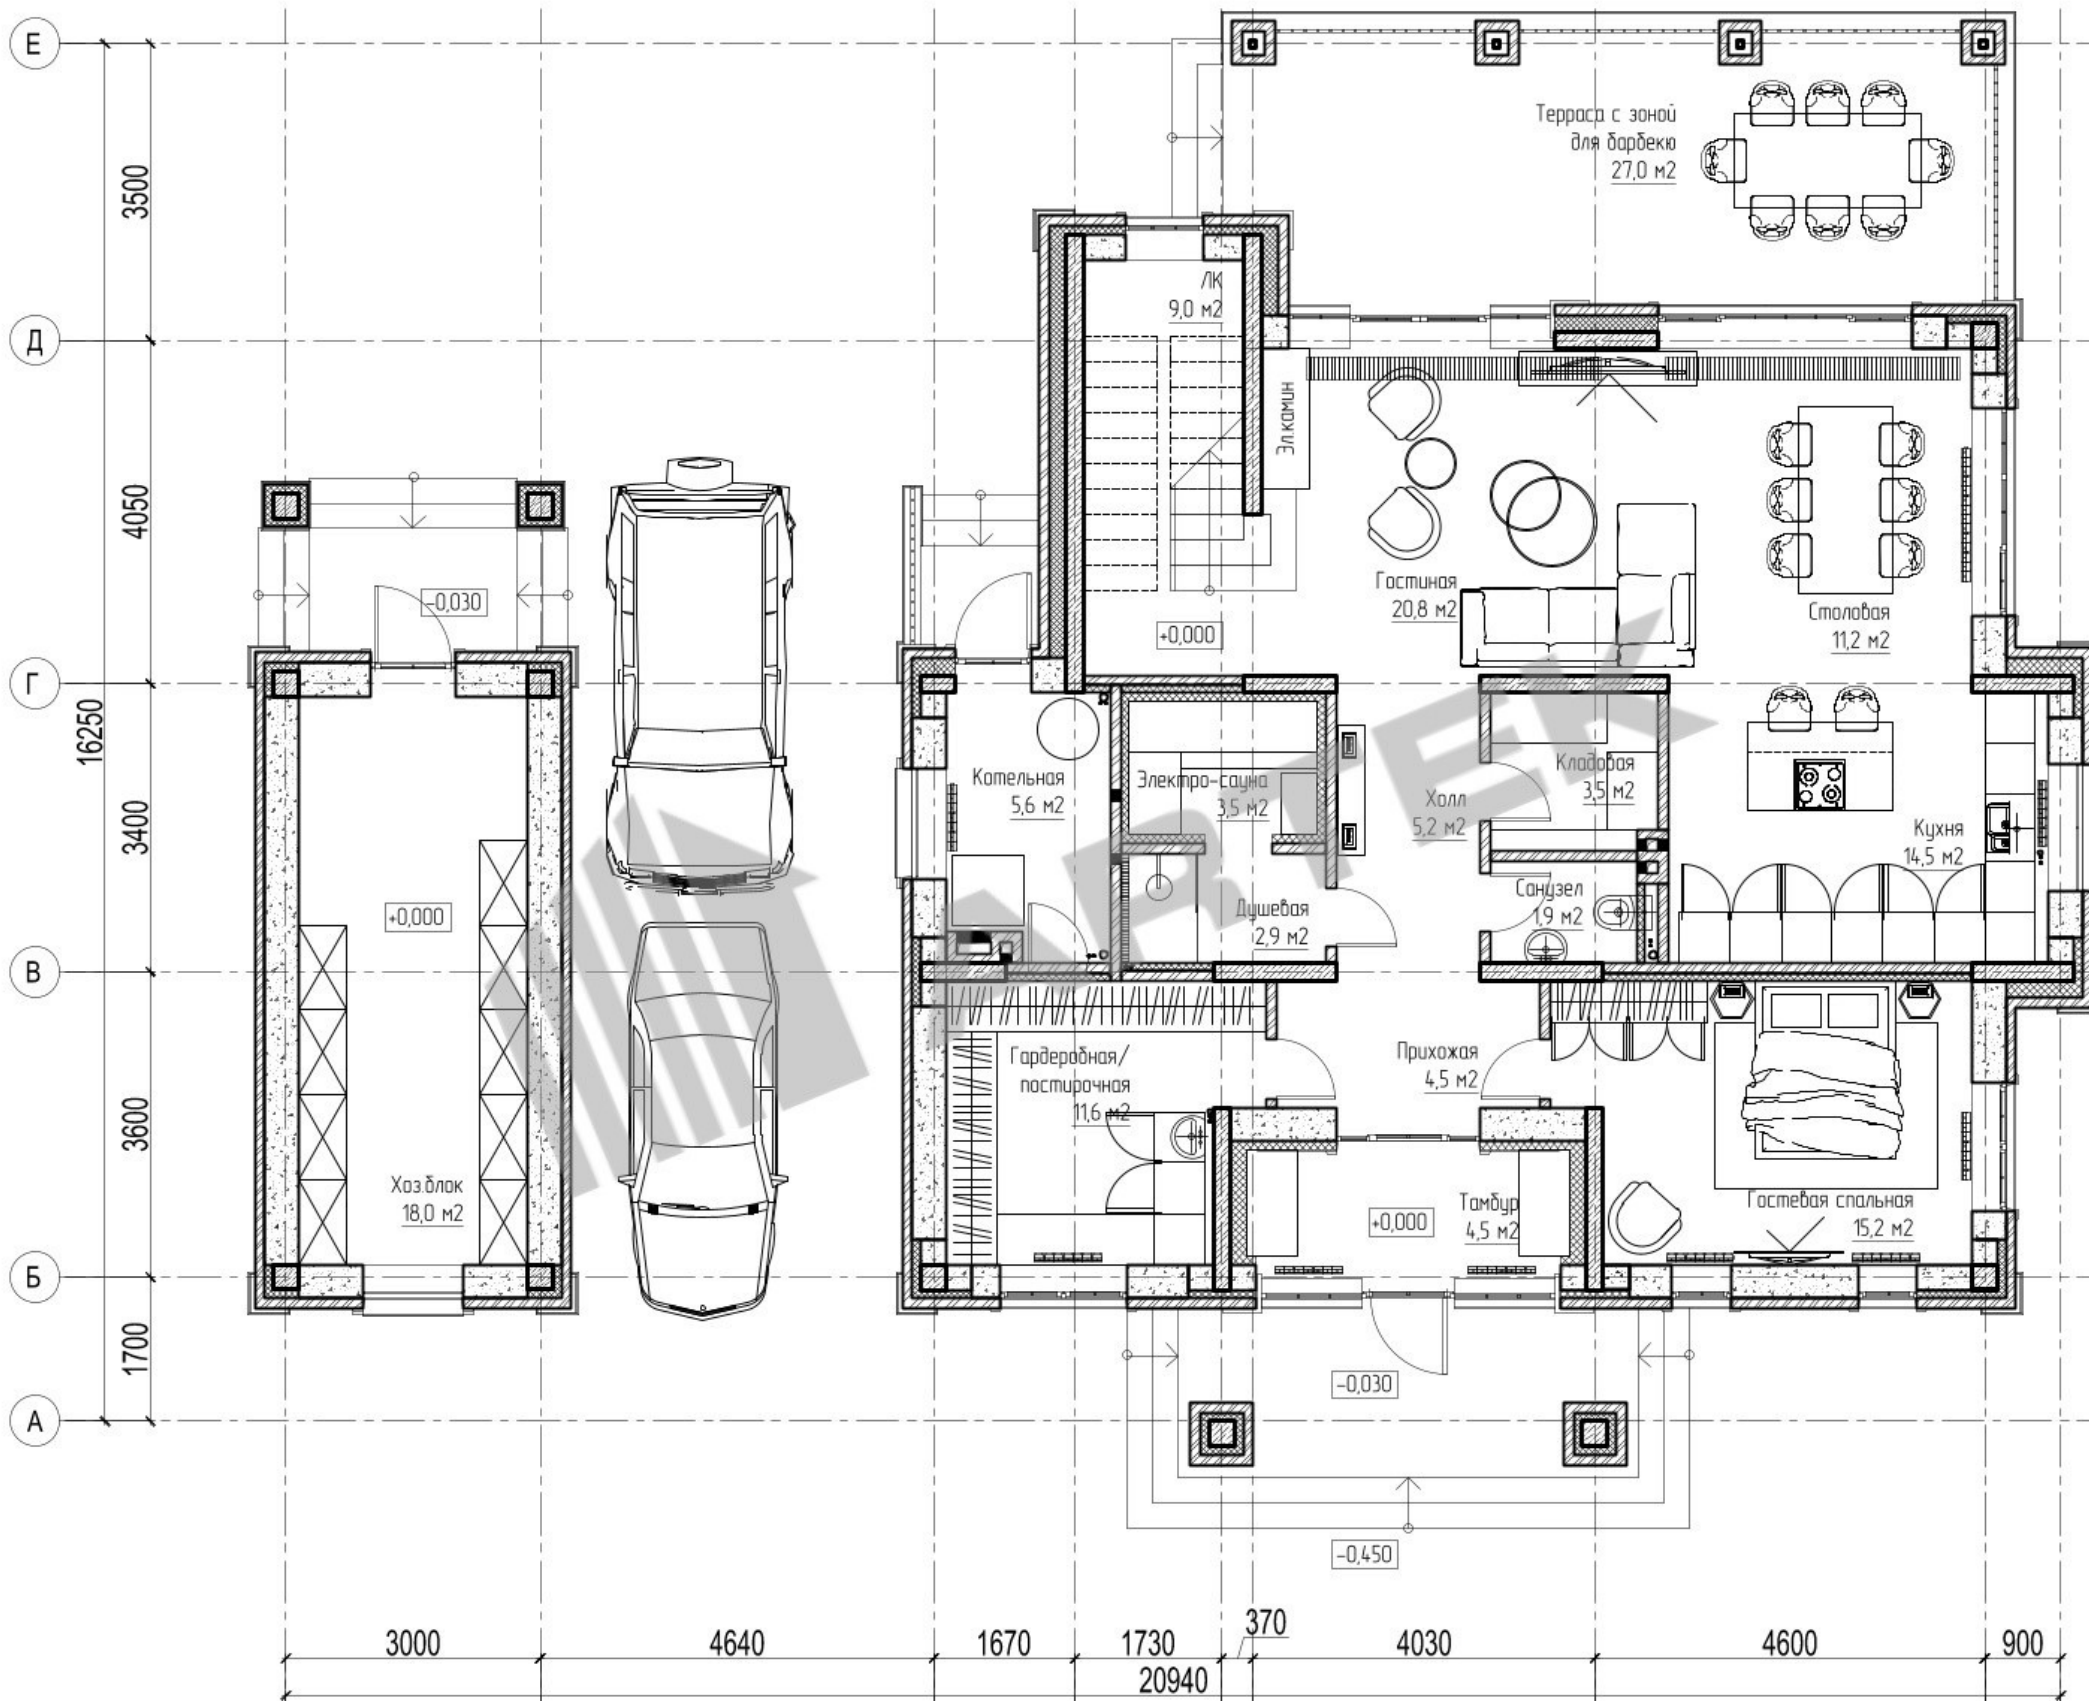 Е
Терраса с зоной
для барбекю
27,0 м2
3500
ЛК
9,0 м2
Д
Эл.камин
4050
-0,030
Гостиная
20,8 м2
Столовая
11,2 м2
+0,000
Г
16250
3400
Котельная
5,6 м2
Электро-сауна
3,5 м2
Холл
5,2 м2
Кладовая
3,5 м2
Кухня
14,5 м2
+0,000
Душевая
2,9 м2
Санузел
1,9 м2
ARTEK
В
3600
Гардеробная/
постирочная
11,6 м2
Прихожая
4,5 м2
Хоз.блок
18,0 м2
Тамбур
4,5 м2
+0,000
Гостевая спальная
15,2 м2
Б
1700
-0,030
А
-0,450
3000
4640
1670
1730
370
4030
4600
900
20940